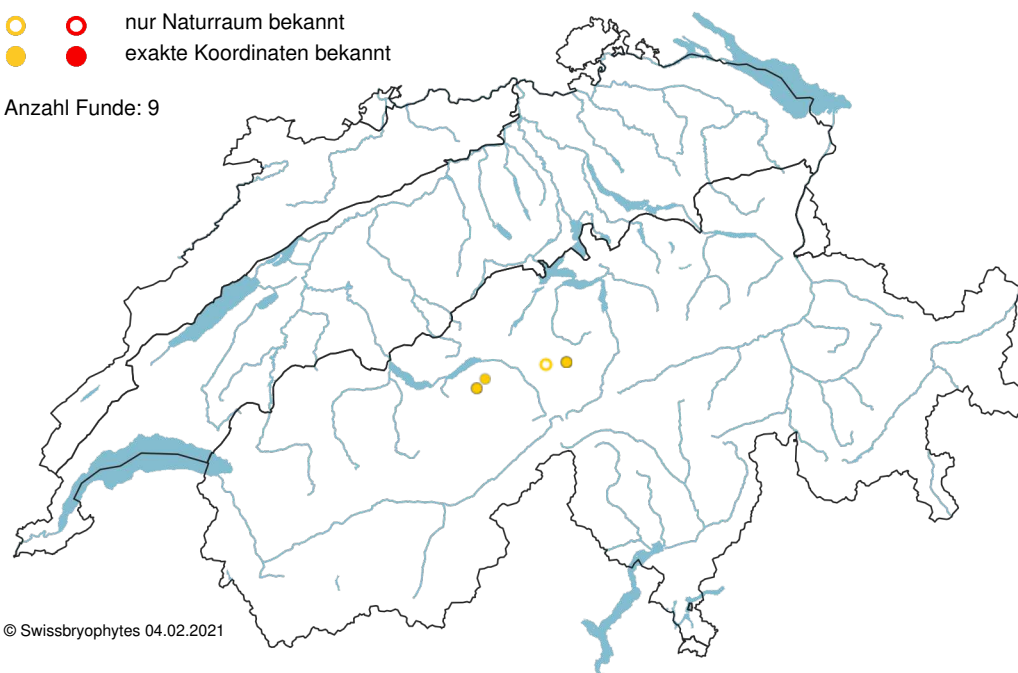 nur Naturraum bekannt
exakte Koordinaten bekannt
Anzahl Funde: 9
© Swissbryophytes 04.02.2021